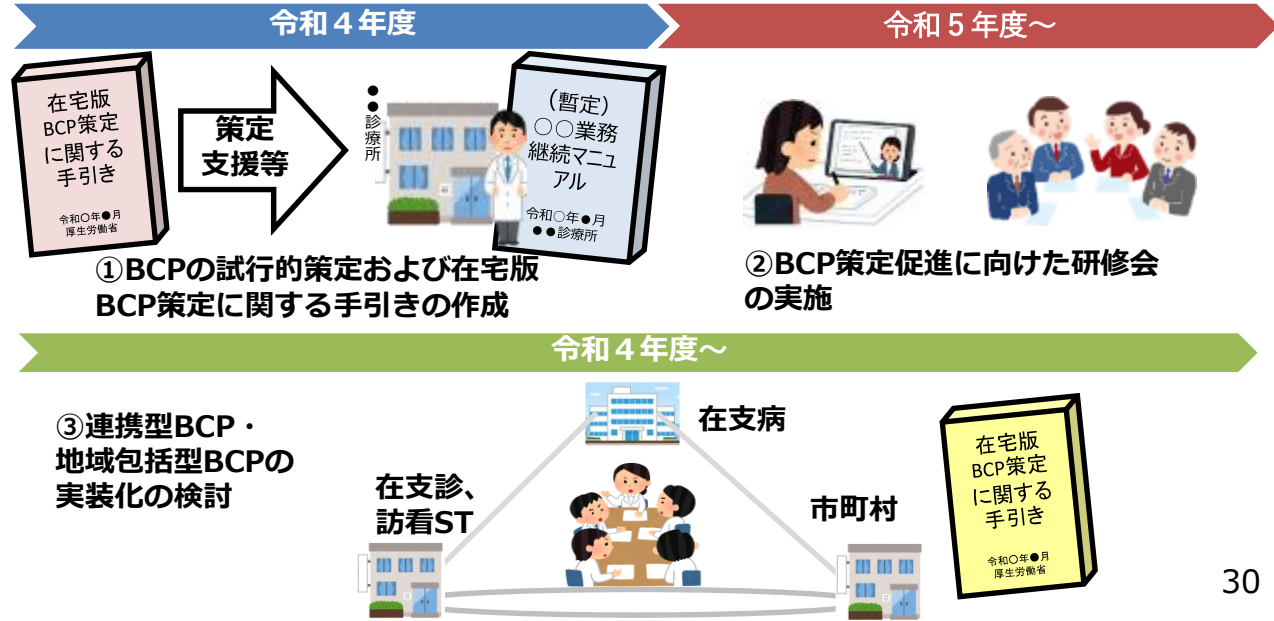 令和４年度
令和５年度～
在宅版
BCP策定
に関する
手引き
令和〇年●月
厚生労働省
策定
支援等
●●診療所
（暫定）
○○業務
継続マニュ
アル
令和○年●月
●●診療所
①BCPの試行的策定および在宅版
BCP策定に関する手引きの作成
②BCP策定促進に向けた研修会
の実施
令和４年度～
③連携型BCP・
地域包括型BCPの
実装化の検討
在支病
在支診、
訪看ST
市町村
在宅版
BCP策定
に関する
手引き
令和〇年●月
厚生労働省
30